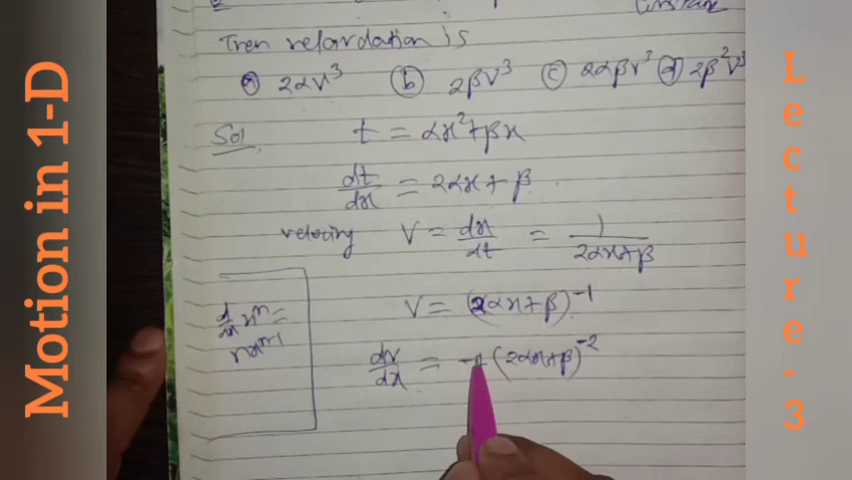 Motion in 1-D
Lecture-3
Then retardation is
(a) 2αv³ (b) 2βv³ (c) 2αβv³ (d) 2β²v³
Sol. t = αx²+βx
dt/dx = 2αx + β
velocity V = dx/dt = 1/(2αx+β)
V = (2αx+β)⁻¹
d/dx xⁿ =
nxⁿ⁻¹
dv/dx = -1(2αx+β)⁻²